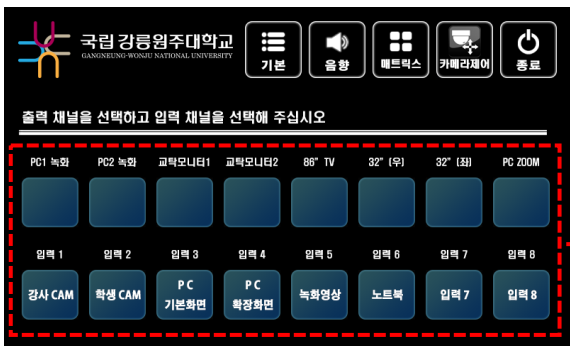 국립 강릉원주대학교
GANGNEUNG-WONJU NATIONAL UNIVERSITY
기본 음향 매트릭스 카메라제어 종료
출력 채널을 선택하고 입력 채널을 선택해 주십시오
PC1 녹화 PC2 녹화 교탁모니터1 교탁모니터2 86" TV 32" (우) 32" (좌) PC ZOOM
입력 1 입력 2 입력 3 입력 4 입력 5 입력 6 입력 7 입력 8
강사 CAM 학생 CAM PC 기본화면 PC 확장화면 녹화영상 노트북 입력 7 입력 8